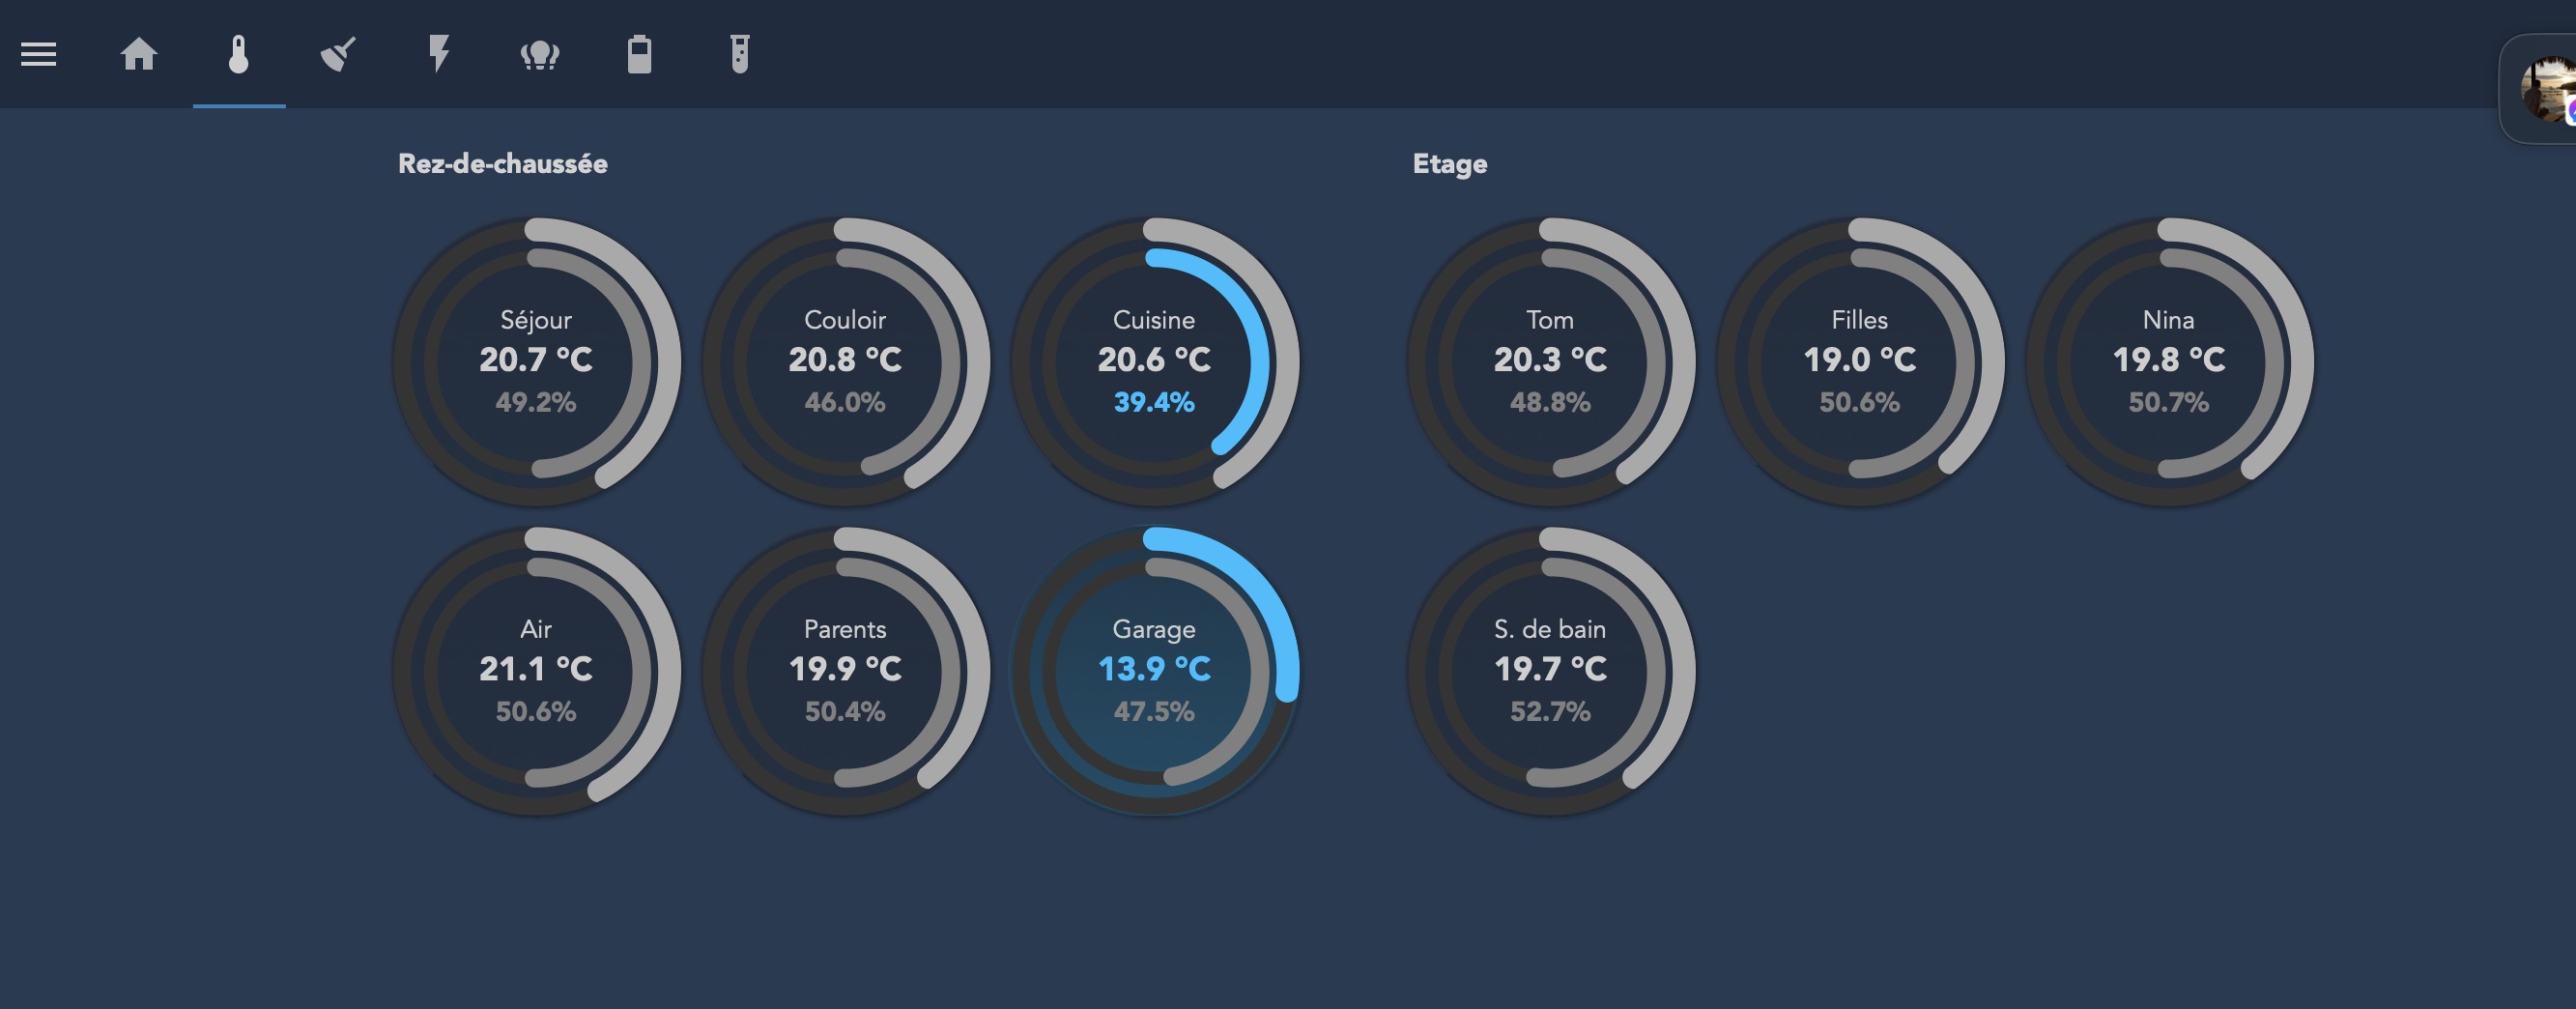 Rez-de-chaussée
Etage
Séjour
20.7 °C
49.2%
Couloir
20.8 °C
46.0%
Cuisine
20.6 °C
39.4%
Tom
20.3 °C
48.8%
Filles
19.0 °C
50.6%
Nina
19.8 °C
50.7%
Air
21.1 °C
50.6%
Parents
19.9 °C
50.4%
Garage
13.9 °C
47.5%
S. de bain
19.7 °C
52.7%